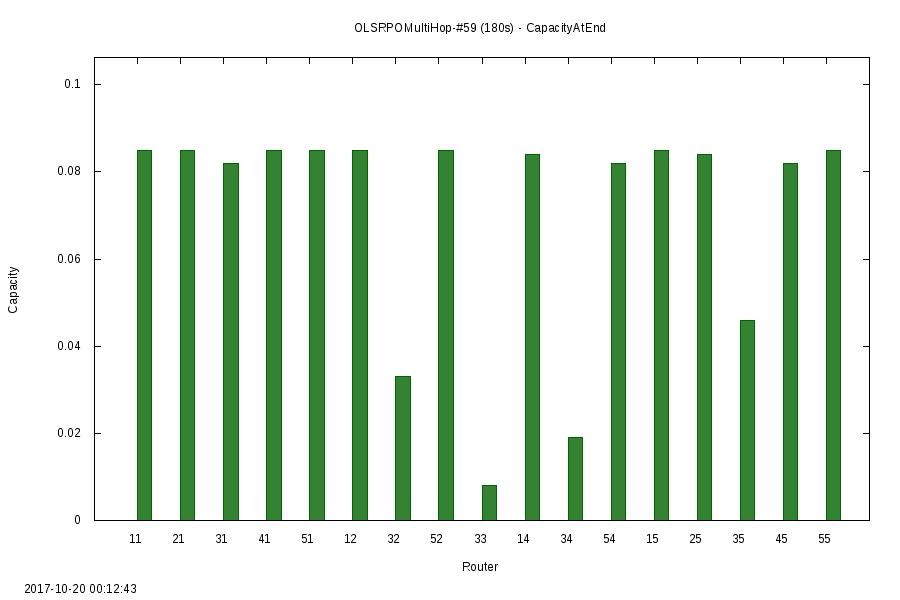 OLSRPOMultiHop-#59 (180s) - CapacityAtEnd
0.1
0.08
0.06
0.04
0.02
0
Capacity
11 21 31 41 51 12 32 52 33 14 34 54 15 25 35 45 55
Router
2017-10-20 00:12:43